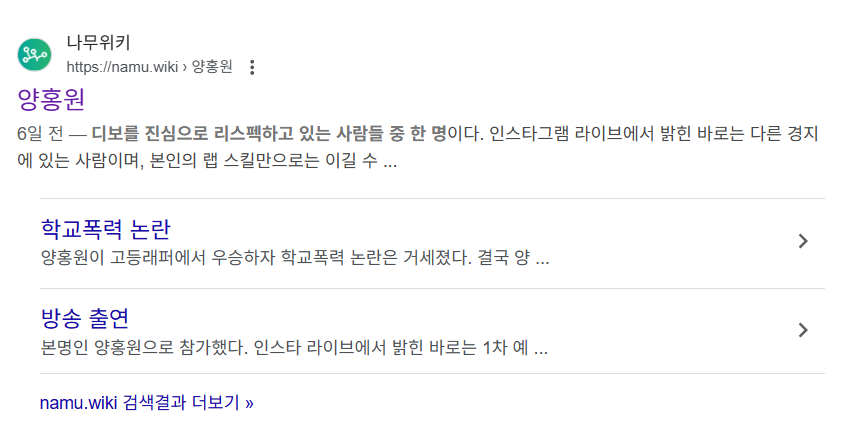 나무위키
https://namu.wiki › 양홍원
양홍원
6일 전 — 디보를 진심으로 리스펙하고 있는 사람들 중 한 명이다. 인스타그램 라이브에서 밝힌 바로는 다른 경지
에 있는 사람이며, 본인의 랩 스킬만으로는 이길 수 ...
학교폭력 논란
양홍원이 고등래퍼에서 우승하자 학교폭력 논란은 거세졌다. 결국 양 ...
방송 출연
본명인 양홍원으로 참가했다. 인스타 라이브에서 밝힌 바로는 1차 예 ...
namu.wiki 검색결과 더보기 »